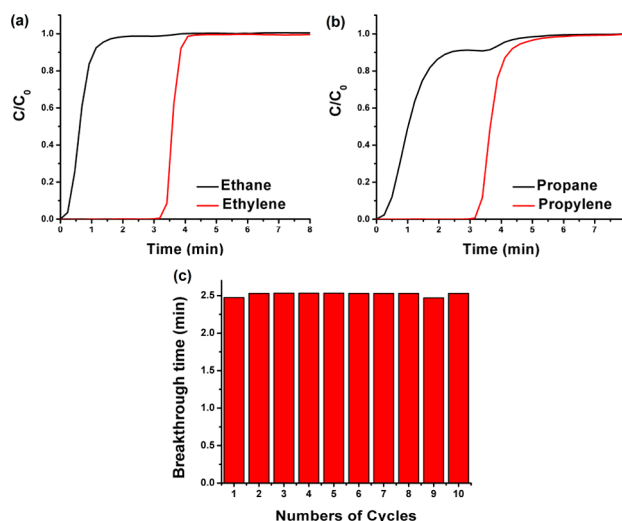 (a)
1.0
0.8
0.6
0.4
0.2
0.0
C/C0
Ethane
Ethylene
0 1 2 3 4 5 6 7 8
Time (min)
(b)
1.0
0.8
0.6
0.4
0.2
0.0
C/C0
Propane
Propylene
0 1 2 3 4 5 6 7
Time (min)
(c)
2.5
2.0
1.5
1.0
0.5
0.0
Breakthrough time (min)
1 2 3 4 5 6 7 8 9 10
Numbers of Cycles